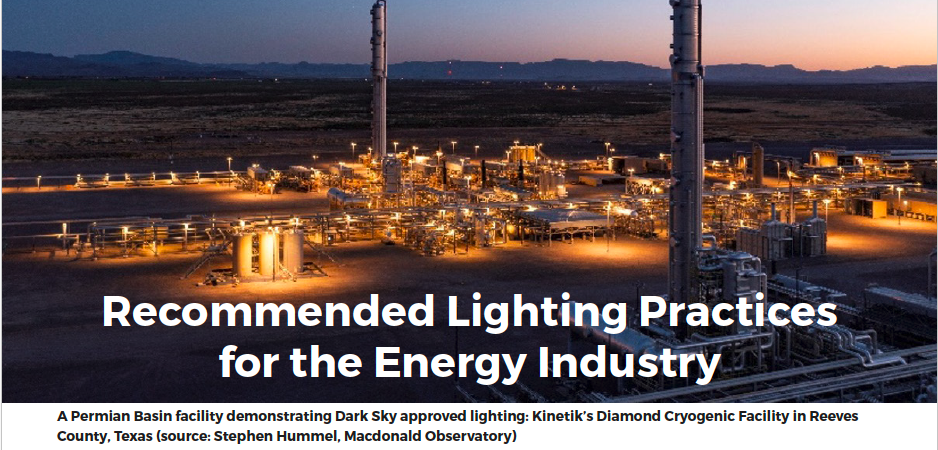 Recommended Lighting Practices
for the Energy Industry
A Permian Basin facility demonstrating Dark Sky approved lighting: Kinetik’s Diamond Cryogenic Facility in Reeves
County, Texas (source: Stephen Hummel, Macdonald Observatory)